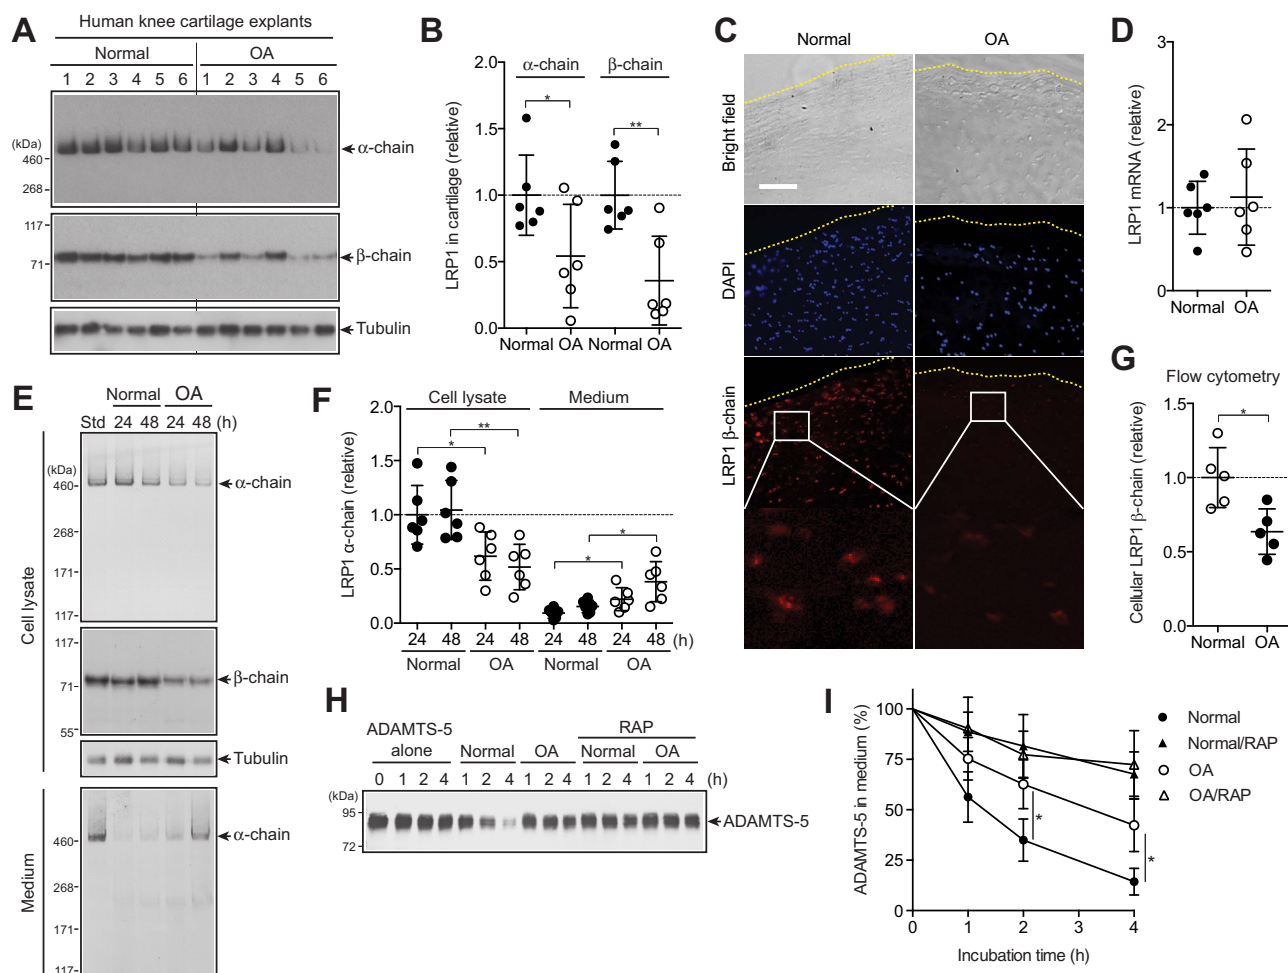 A
Human knee cartilage explants
Normal OA
1 2 3 4 5 6 1 2 3 4 5 6
(kDa)
460
268
α-chain
117
71
β-chain
Tubulin
B
α-chain β-chain
LRP1 in cartilage (relative)
2.0
1.5
1.0
0.5
0.0
* **
Normal OA Normal OA
C
Normal OA
Bright field
DAPI
LRP1 β-chain
D
LRP1 mRNA (relative)
3
2
1
0
Normal OA
E
Normal OA
Std 24 48 24 48 (h)
Cell lysate
(kDa)
460
268
171
117
α-chain
117
71
55
β-chain
Tubulin
Medium
460
268
171
117
α-chain
F
Cell lysate Medium
LRP1 α-chain (relative)
2.0
1.5
1.0
0.5
0.0
**
*
*
*
24 48 24 48 24 48 24 48 (h)
Normal OA Normal OA
G
Flow cytometry
Cellular LRP1 β-chain (relative)
1.5
1.0
0.5
0.0
*
Normal OA
H
ADAMTS-5 alone Normal OA RAP
Normal OA
0 1 2 4 1 2 4 1 2 4 1 2 4 1 2 4 (h)
(kDa)
95
72
ADAMTS-5
I
ADAMTS-5 in medium (%)
100
75
50
25
0
*
*
0 1 2 3 4
Incubation time (h)
Normal
Normal/RAP
OA
OA/RAP